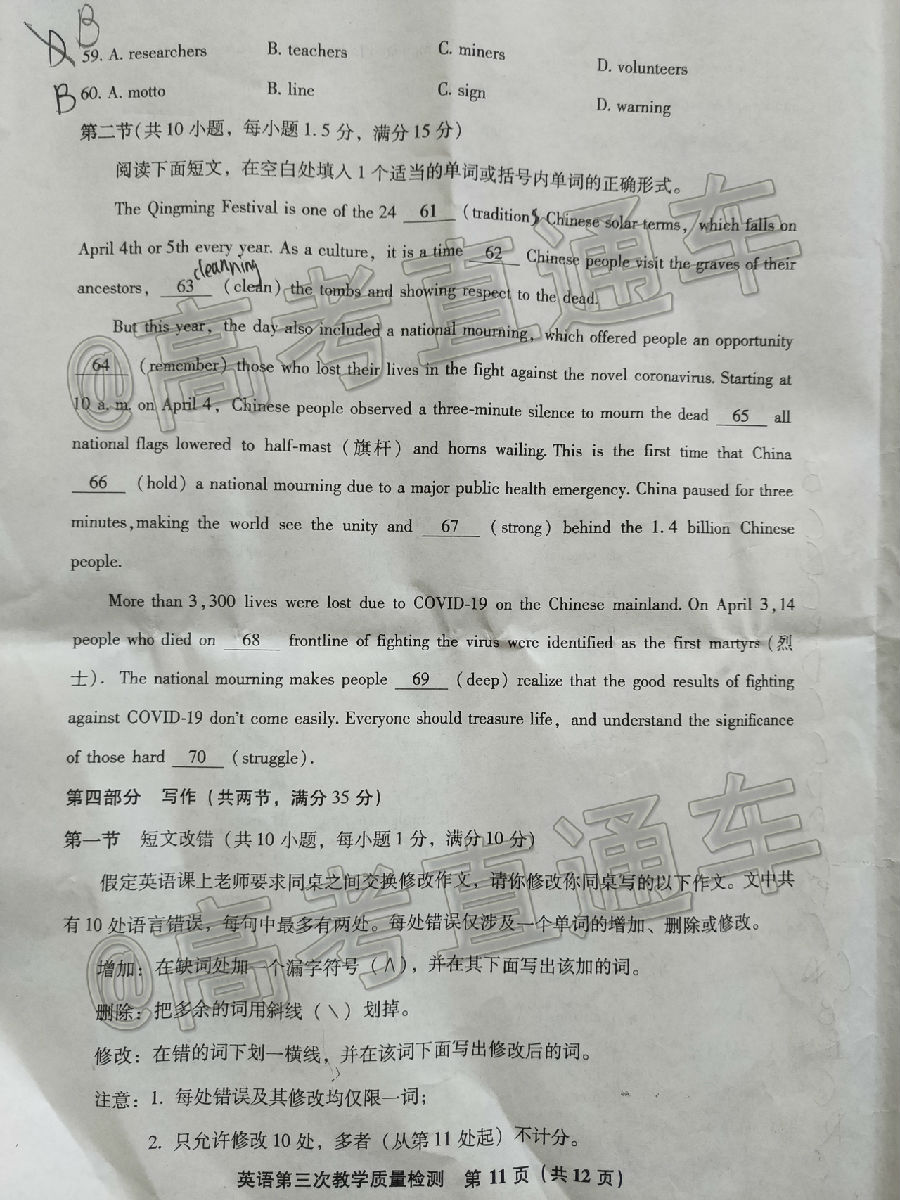 B
D 59. A. researchers B. teachers C. miners D. volunteers
B 60. A. motto B. line C. sign D. warning
第二节(共10小题，每小题1.5分，满分15分)
阅读下面短文，在空白处填入1个适当的单词或括号内单词的正确形式。
The Qingming Festival is one of the 24 61 (tradition) Chinese solar terms, which falls on
April 4th or 5th every year. As a culture, it is a time 62 Chinese people visit the graves of their
cleanning
ancestors, 63 (clean) the tombs and showing respect to the dead.
But this year, the day also included a national mourning, which offered people an opportunity
64 (remember) those who lost their lives in the fight against the novel coronavirus. Starting at
10 a. m. on April 4, Chinese people observed a three-minute silence to mourn the dead 65 all
national flags lowered to half-mast (旗杆) and horns wailing. This is the first time that China
66 (hold) a national mourning due to a major public health emergency. China paused for three
minutes,making the world see the unity and 67 (strong) behind the 1.4 billion Chinese
people.
More than 3,300 lives were lost due to COVID-19 on the Chinese mainland. On April 3,14
people who died on 68 frontline of fighting the virus were identified as the first martyrs (烈
士). The national mourning makes people 69 (deep) realize that the good results of fighting
against COVID-19 don't come easily. Everyone should treasure life, and understand the significance
of those hard 70 (struggle).
第四部分 写作(共两节，满分35分)
第一节 短文改错(共10小题，每小题1分，满分10分)
假定英语课上老师要求同桌之间交换修改作文，请你修改你同桌写的以下作文。文中共
有10处语言错误，每句中最多有两处。每处错误仅涉及一个单词的增加、删除或修改。
增加：在缺词处加一个漏字符号(∧)，并在其下面写出该加的词。
删除：把多余的词用斜线(\)划掉。
修改：在错的词下划一横线，并在该词下面写出修改后的词。
注意：1. 每处错误及其修改均仅限一词；
2. 只允许修改10处，多者(从第11处起)不计分。
英语第三次教学质量检测 第11页(共12页)
@高考直通车
@高考直通车